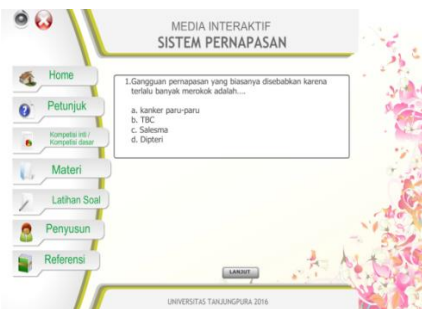 MEDIA INTERAKTIF
SISTEM PERNAPASAN
Home
Petunjuk
Kompetisi inti /
Kompetisi dasar
Materi
Latihan Soal
Penyusun
Referensi
1.Gangguan pernapasan yang biasanya disebabkan karena
terlalu banyak merokok adalah....
a. kanker paru-paru
b. TBC
c. Salesma
d. Dipteri
LANJUT
UNIVERSITAS TANJUNGPURA 2016